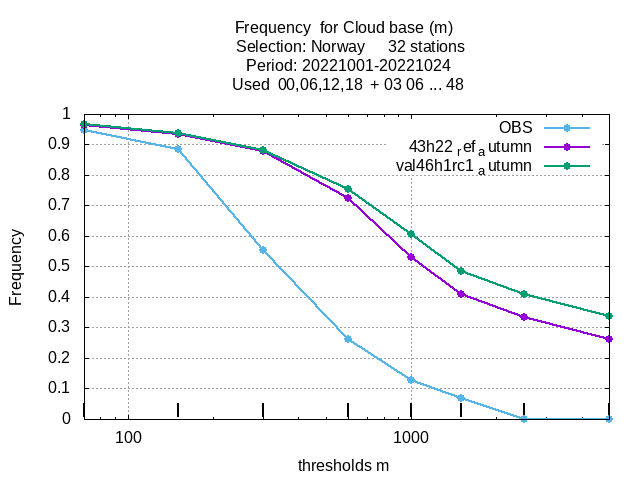 Frequency  for Cloud base (m)
Selection: Norway     32 stations
Period: 20221001-20221024
Used  00,06,12,18  + 03 06 ... 48
OBS
43h22 ref autumn
val46h1rc1 autumn
1
0.9
0.8
0.7
0.6
0.5
0.4
0.3
0.2
0.1
0
Frequency
100
1000
thresholds m